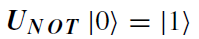 U_NOT |0⟩ = |1⟩